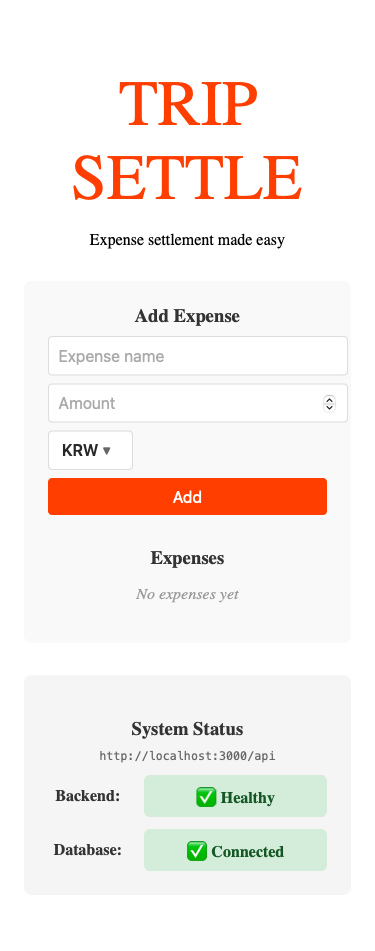 TRIP
SETTLE
Expense settlement made easy
Add Expense
Expense name
Amount
KRW ▼
Add
Expenses
No expenses yet
System Status
http://localhost:3000/api
Backend: ✅ Healthy
Database: ✅ Connected